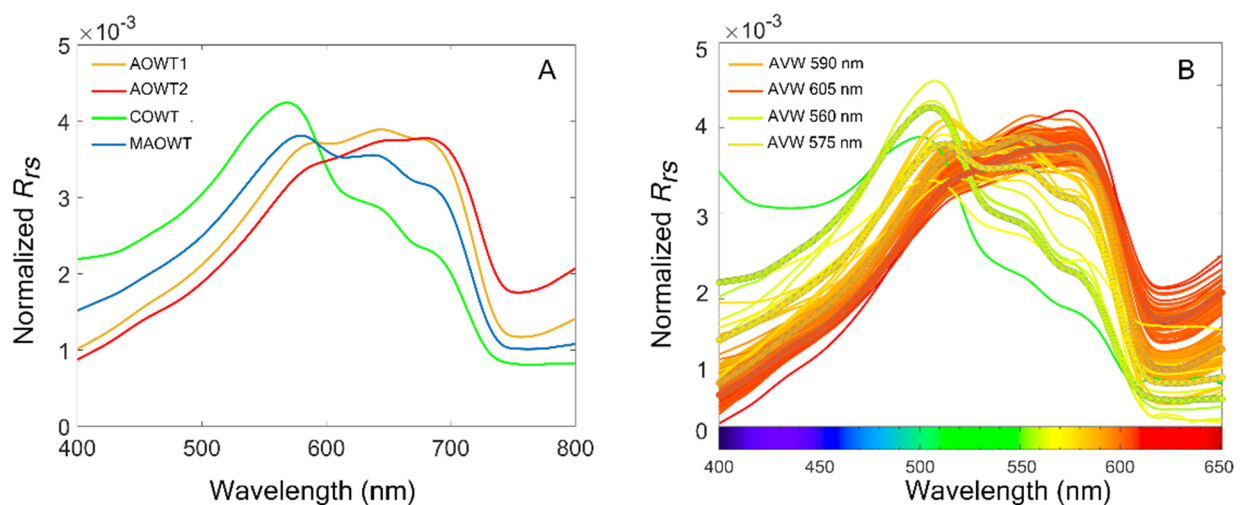 ×10⁻³
A
5
4
3
2
1
0
Normalized Rrs
AOWT1
AOWT2
COWT
MAOWT
400 500 600 700 800
Wavelength (nm)
×10⁻³
B
5
4
3
2
1
0
Normalized Rrs
AVW 590 nm
AVW 605 nm
AVW 560 nm
AVW 575 nm
400 450 500 550 600 650
Wavelength (nm)